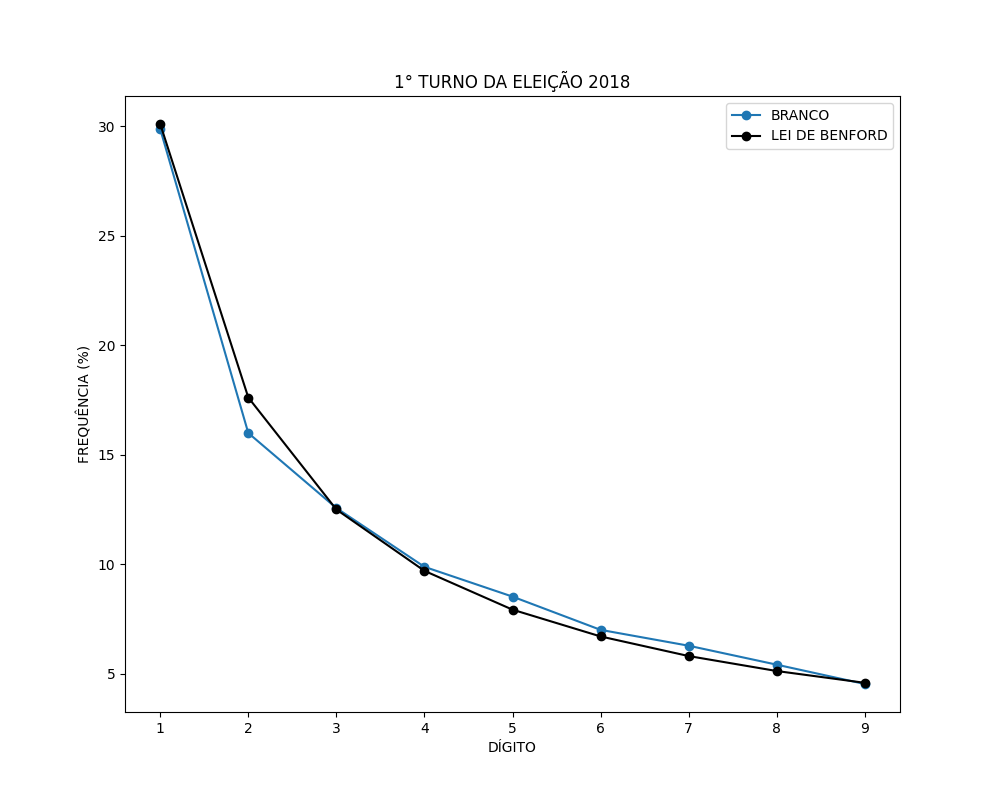 1° TURNO DA ELEIÇÃO 2018
BRANCO
LEI DE BENFORD
30
25
20
15
10
5
FREQUÊNCIA (%)
1 2 3 4 5 6 7 8 9
DÍGITO